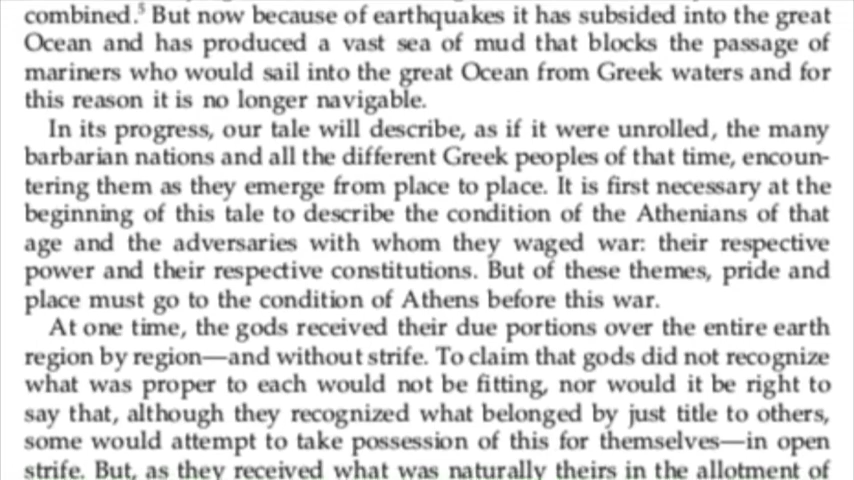 combined.⁵ But now because of earthquakes it has subsided into the great
Ocean and has produced a vast sea of mud that blocks the passage of
mariners who would sail into the great Ocean from Greek waters and for
this reason it is no longer navigable.
In its progress, our tale will describe, as if it were unrolled, the many
barbarian nations and all the different Greek peoples of that time, encoun-
tering them as they emerge from place to place. It is first necessary at the
beginning of this tale to describe the condition of the Athenians of that
age and the adversaries with whom they waged war: their respective
power and their respective constitutions. But of these themes, pride and
place must go to the condition of Athens before this war.
At one time, the gods received their due portions over the entire earth
region by region—and without strife. To claim that gods did not recognize
what was proper to each would not be fitting, nor would it be right to
say that, although they recognized what belonged by just title to others,
some would attempt to take possession of this for themselves—in open
strife. But, as they received what was naturally theirs in the allotment of